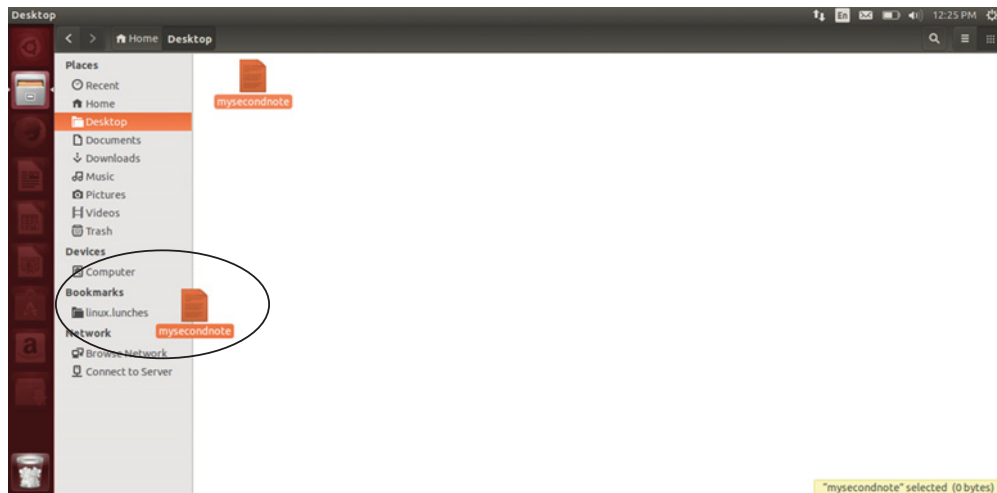 Desktop
En
12:25 PM
Home Desktop
Places
Recent
Home
Desktop
Documents
Downloads
Music
Pictures
Videos
Trash
Devices
Computer
Bookmarks
linux.lunches
Network
Browse Network
Connect to Server
mysecondnote
mysecondnote
a
"mysecondnote" selected (0 bytes)